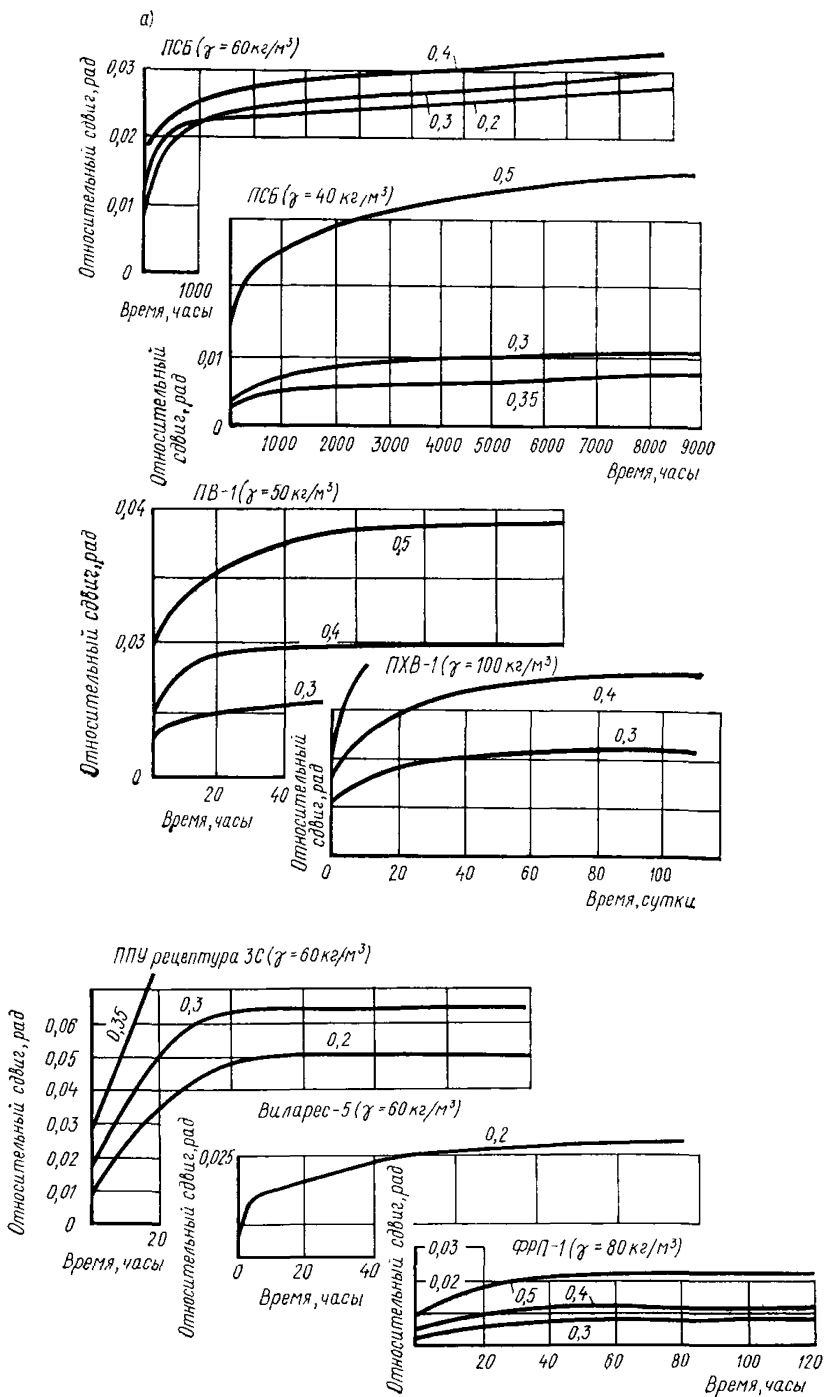 а)
ПСБ (γ = 60 кг/м³)
Относительный сдвиг, рад
0,03
0,02
0,01
0
0,4
0,3
0,2
1000
Время, часы
ПСБ (γ = 40 кг/м³)
Относительный
сдвиг, рад
0,01
0
0,5
0,3
0,35
1000 2000 3000 4000 5000 6000 7000 8000 9000
Время, часы
ПВ-1 (γ = 50 кг/м³)
Относительный сдвиг, рад
0,04
0,03
0
0,5
0,4
0,3
20 40
Время, часы
ПХВ-1 (γ = 100 кг/м³)
Относительный
сдвиг, рад
0,4
0,3
0 20 40 60 80 100
Время, сутки
ППУ рецептура 3С (γ = 60 кг/м³)
Относительный сдвиг, рад
0,06
0,05
0,04
0,03
0,02
0,01
0
0,35
0,3
0,2
20
Время, часы
Виларес-5 (γ = 60 кг/м³)
Относительный сдвиг, рад
0,025
0,2
0 40
Время, часы
ФРП-1 (γ = 80 кг/м³)
Относительный сдвиг, рад
0,03
0,02
0,5
0,4
0,3
20 40 60 80 100 120
Время, часы